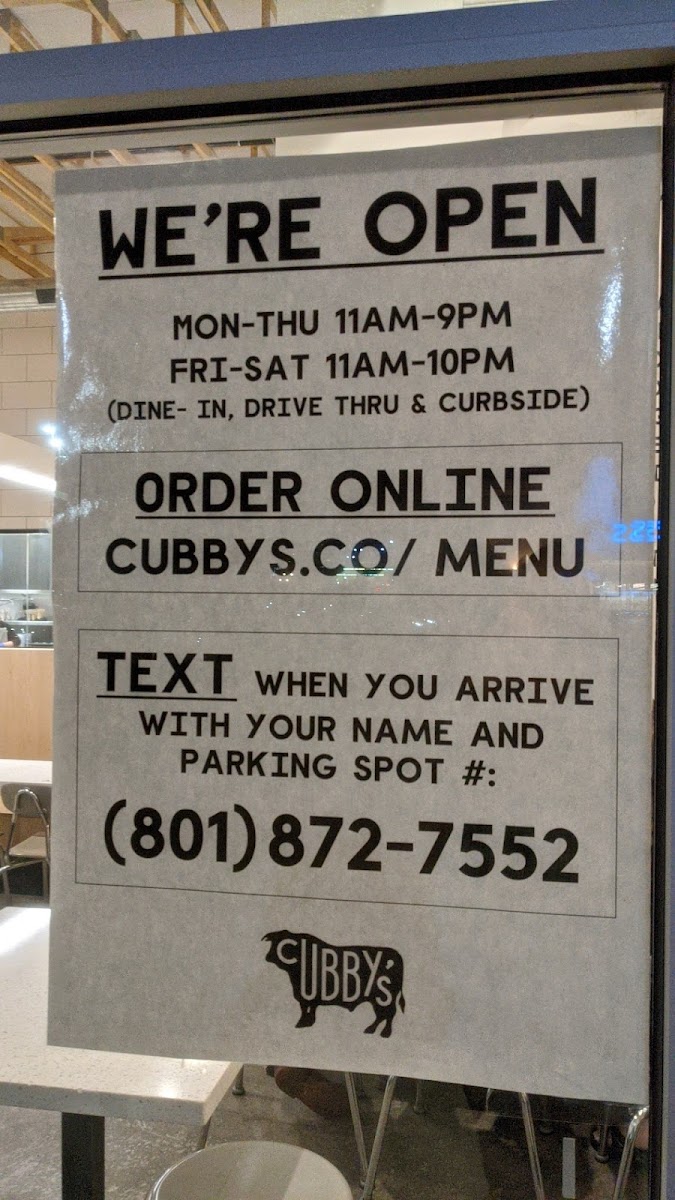 WE'RE OPEN
MON-THU 11AM-9PM
FRI-SAT 11AM-10PM
(DINE- IN, DRIVE THRU & CURBSIDE)
ORDER ONLINE
CUBBYS.CO/ MENU
TEXT WHEN YOU ARRIVE
WITH YOUR NAME AND
PARKING SPOT #:
(801) 872-7552
CUBBY'S